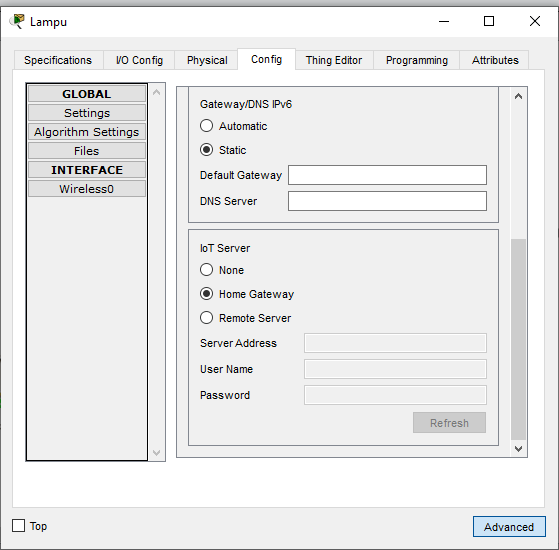 Lampu
Specifications I/O Config Physical Config Thing Editor Programming Attributes
GLOBAL
Settings
Algorithm Settings
Files
INTERFACE
Wireless0
Gateway/DNS IPv6
Automatic
Static
Default Gateway
DNS Server
IoT Server
None
Home Gateway
Remote Server
Server Address
User Name
Password
Refresh
Top
Advanced